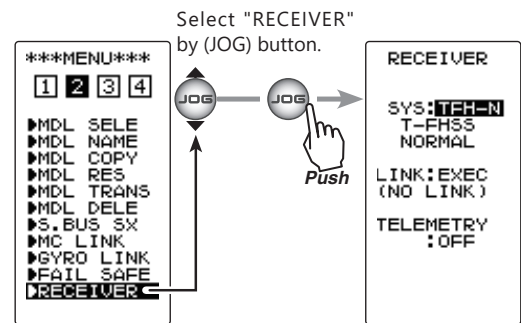 Select "RECEIVER"
by (JOG) button.
***MENU***
1 2 3 4
MDL SELE
MDL NAME
MDL COPY
MDL RES
MDL TRANS
MDL DELE
S.BUS SX
MC LINK
GYRO LINK
FAIL SAFE
RECEIVER
JOG
JOG
Push
RECEIVER
SYS:TFH-N
T-FHSS
NORMAL
LINK:EXEC
(NO LINK)
TELEMETRY
:OFF